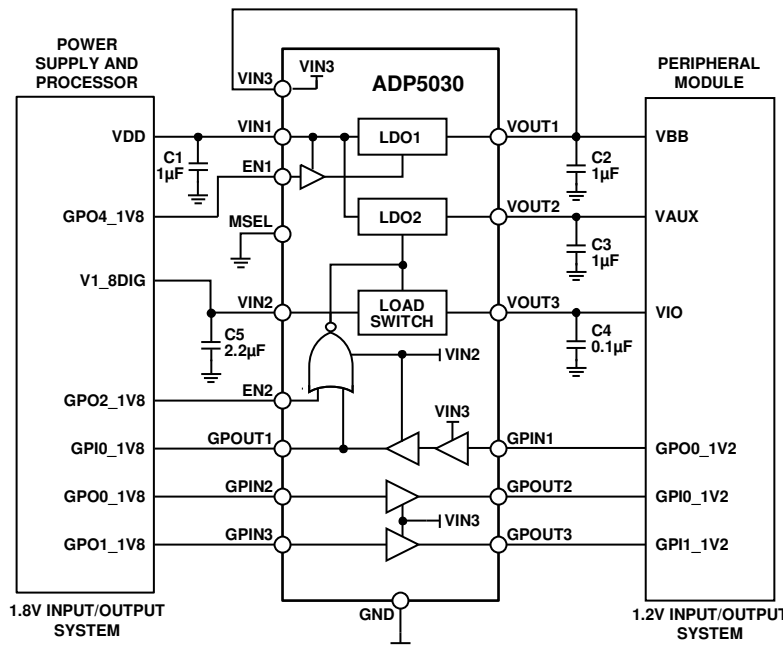 POWER
SUPPLY AND
PROCESSOR
VDD
GPO4_1V8
V1_8DIG
GPO2_1V8
GPI0_1V8
GPO0_1V8
GPO1_1V8
1.8V INPUT/OUTPUT
SYSTEM
C1
1µF
C5
2.2µF
VIN3
VIN1
EN1
MSEL
VIN2
EN2
GPOUT1
GPIN2
GPIN3
GND
VIN3
ADP5030
LDO1
LDO2
LOAD
SWITCH
VIN2
VIN3
VIN3
VOUT1
VOUT2
VOUT3
GPIN1
GPOUT2
GPOUT3
C2
1µF
C3
1µF
C4
0.1µF
PERIPHERAL
MODULE
VBB
VAUX
VIO
GPO0_1V2
GPI0_1V2
GPI1_1V2
1.2V INPUT/OUTPUT
SYSTEM